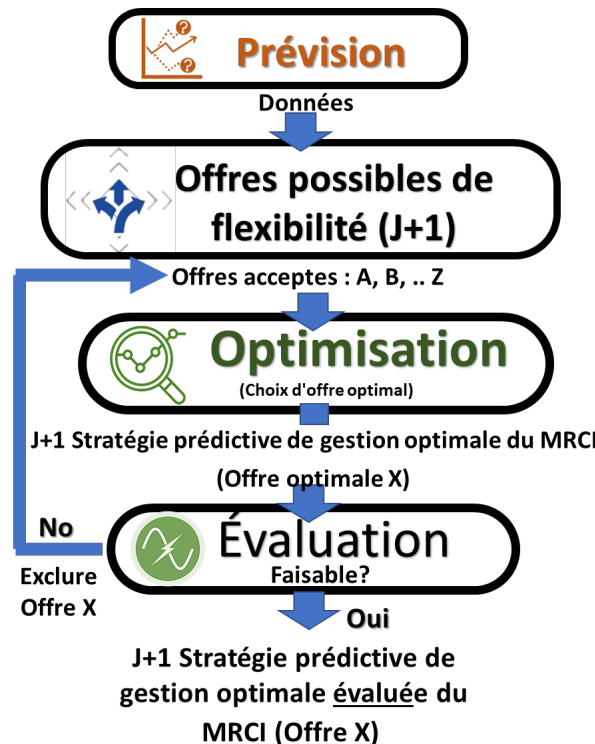 ? Prévision
?
Données
Offres possibles de
flexibilité (J+1)
Offres acceptes : A, B, .. Z
Optimisation
(Choix d'offre optimal)
J+1 Stratégie prédictive de gestion optimale du MRCI
(Offre optimale X)
Évaluation
Faisable?
No
Exclure
Offre X
Oui
J+1 Stratégie prédictive de
gestion optimale évaluée du
MRCI (Offre X)